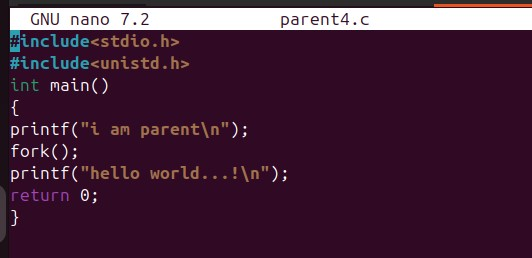 GNU nano 7.2 parent4.c
#include<stdio.h>
#include<unistd.h>
int main()
{
printf("i am parent\n");
fork();
printf("hello world...!\n");
return 0;
}